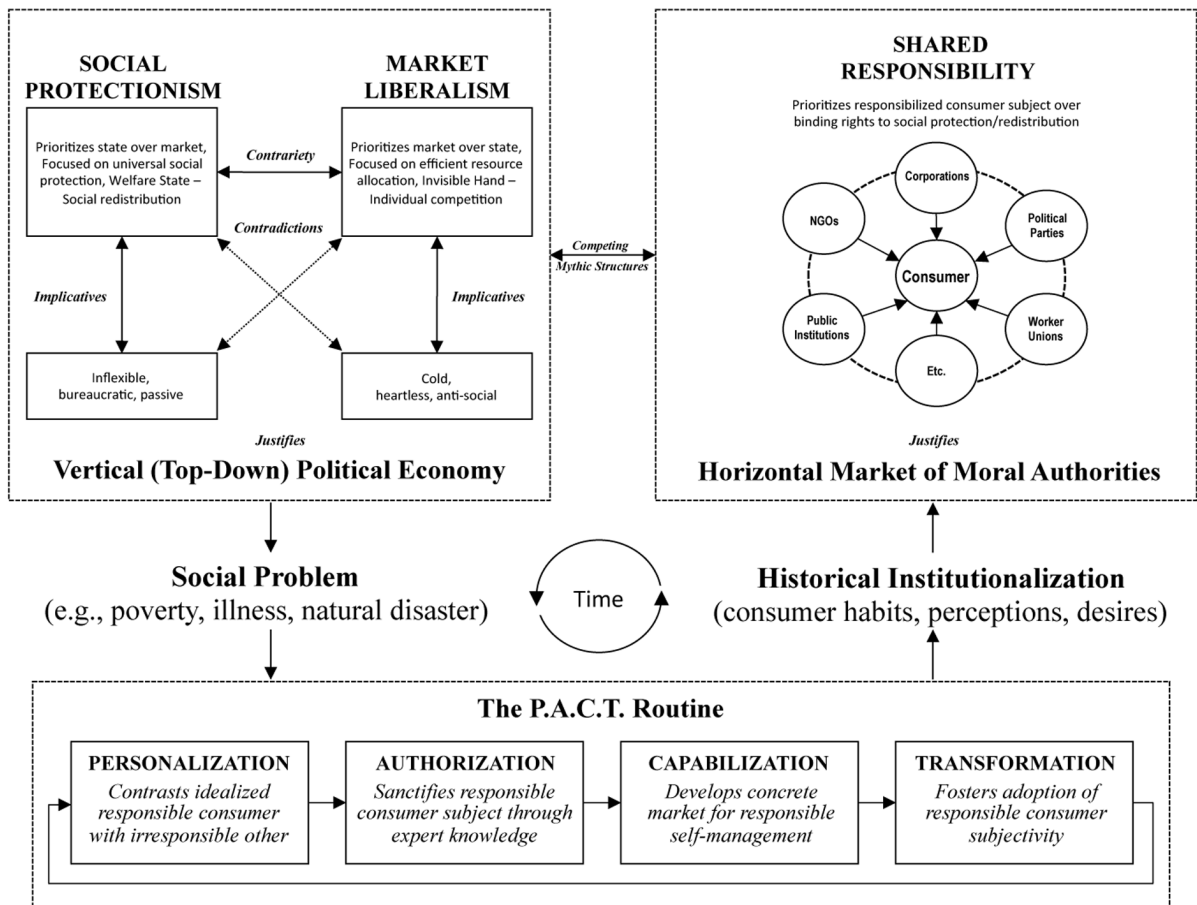 SOCIAL
PROTECTIONISM
Prioritizes state over market,
Focused on universal social
protection, Welfare State –
Social redistribution
Contrariety
MARKET
LIBERALISM
Prioritizes market over state,
Focused on efficient resource
allocation, Invisible Hand –
Individual competition
Contradictions
Implicatives
Implicatives
Inflexible,
bureaucratic, passive
Cold,
heartless, anti-social
Justifies
Vertical (Top-Down) Political Economy
Competing
Mythic Structures
SHARED
RESPONSIBILITY
Prioritizes responsibilized consumer subject over
binding rights to social protection/redistribution
Corporations
NGOs
Political
Parties
Consumer
Public
Institutions
Worker
Unions
Etc.
Justifies
Horizontal Market of Moral Authorities
Social Problem
(e.g., poverty, illness, natural disaster)
Time
Historical Institutionalization
(consumer habits, perceptions, desires)
The P.A.C.T. Routine
PERSONALIZATION
Contrasts idealized
responsible consumer
with irresponsible other
AUTHORIZATION
Sanctifies responsible
consumer subject through
expert knowledge
CAPABILIZATION
Develops concrete
market for responsible
self-management
TRANSFORMATION
Fosters adoption of
responsible consumer
subjectivity